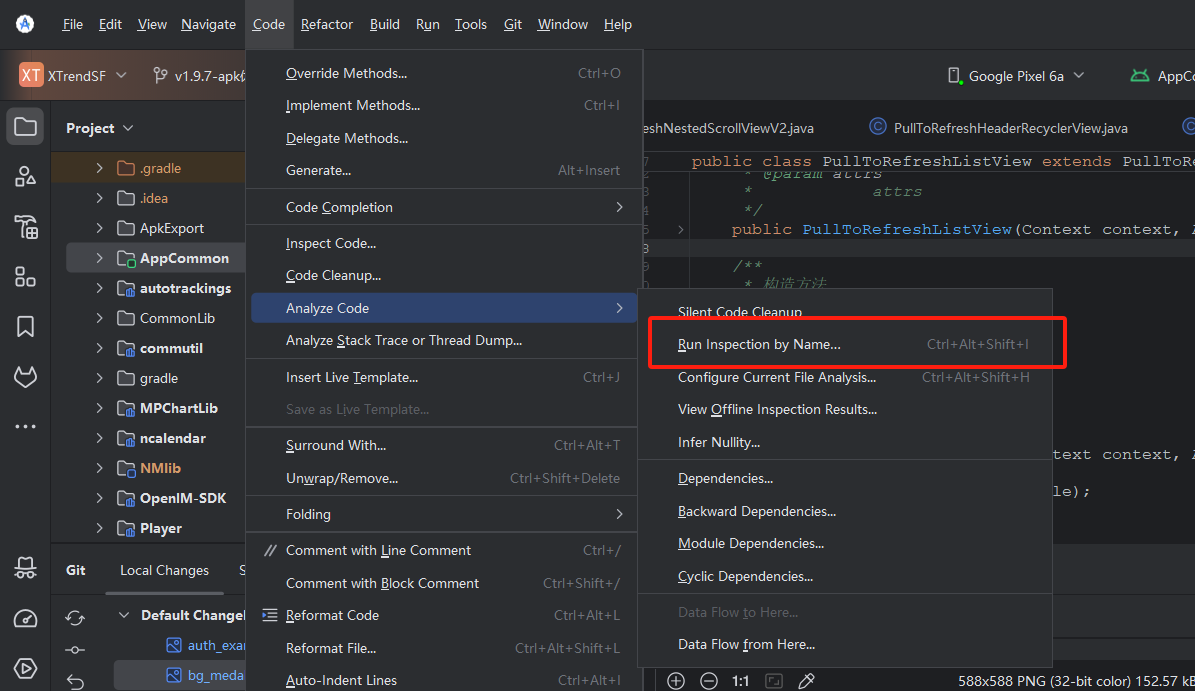 File Edit View Navigate Code Refactor Build Run Tools Git Window Help
XT XTrendSF v1.9.7-apk Google Pixel 6a AppCo
Project
.gradle
.idea
ApkExport
AppCommon
autotrackings
CommonLib
commutil
gradle
MPChartLib
ncalendar
NMlib
OpenIM-SDK
Player
Git Local Changes S
Default Changel
auth_exa
bg_meda
Override Methods... Ctrl+O
Implement Methods... Ctrl+I
Delegate Methods...
Generate... Alt+Insert
Code Completion
Inspect Code...
Code Cleanup...
Analyze Code
Analyze Stack Trace or Thread Dump...
Insert Live Template... Ctrl+J
Save as Live Template...
Surround With... Ctrl+Alt+T
Unwrap/Remove... Ctrl+Shift+Delete
Folding
// Comment with Line Comment Ctrl+/
Comment with Block Comment Ctrl+Shift+/
Reformat Code Ctrl+Alt+L
Reformat File... Ctrl+Alt+Shift+L
Auto-Indent Lines Ctrl+Alt+I
eshNestedScrollViewV2.java C PullToRefreshHeaderRecyclerView.java C
7 public class PullToRefreshListView extends PullToRe
2 * @param attrs
3 * attrs
4 */
5 public PullToRefreshListView(Context context, A
8
9 /**
* 构造方法
Silent Code Cleanup
Run Inspection by Name... Ctrl+Alt+Shift+I
Configure Current File Analysis... Ctrl+Alt+Shift+H
View Offline Inspection Results...
Infer Nullity...
Dependencies...
Backward Dependencies...
Module Dependencies...
Cyclic Dependencies...
Data Flow to Here...
Data Flow from Here...
text context,
le);
1:1
588x588 PNG (32-bit color) 152.57 kB